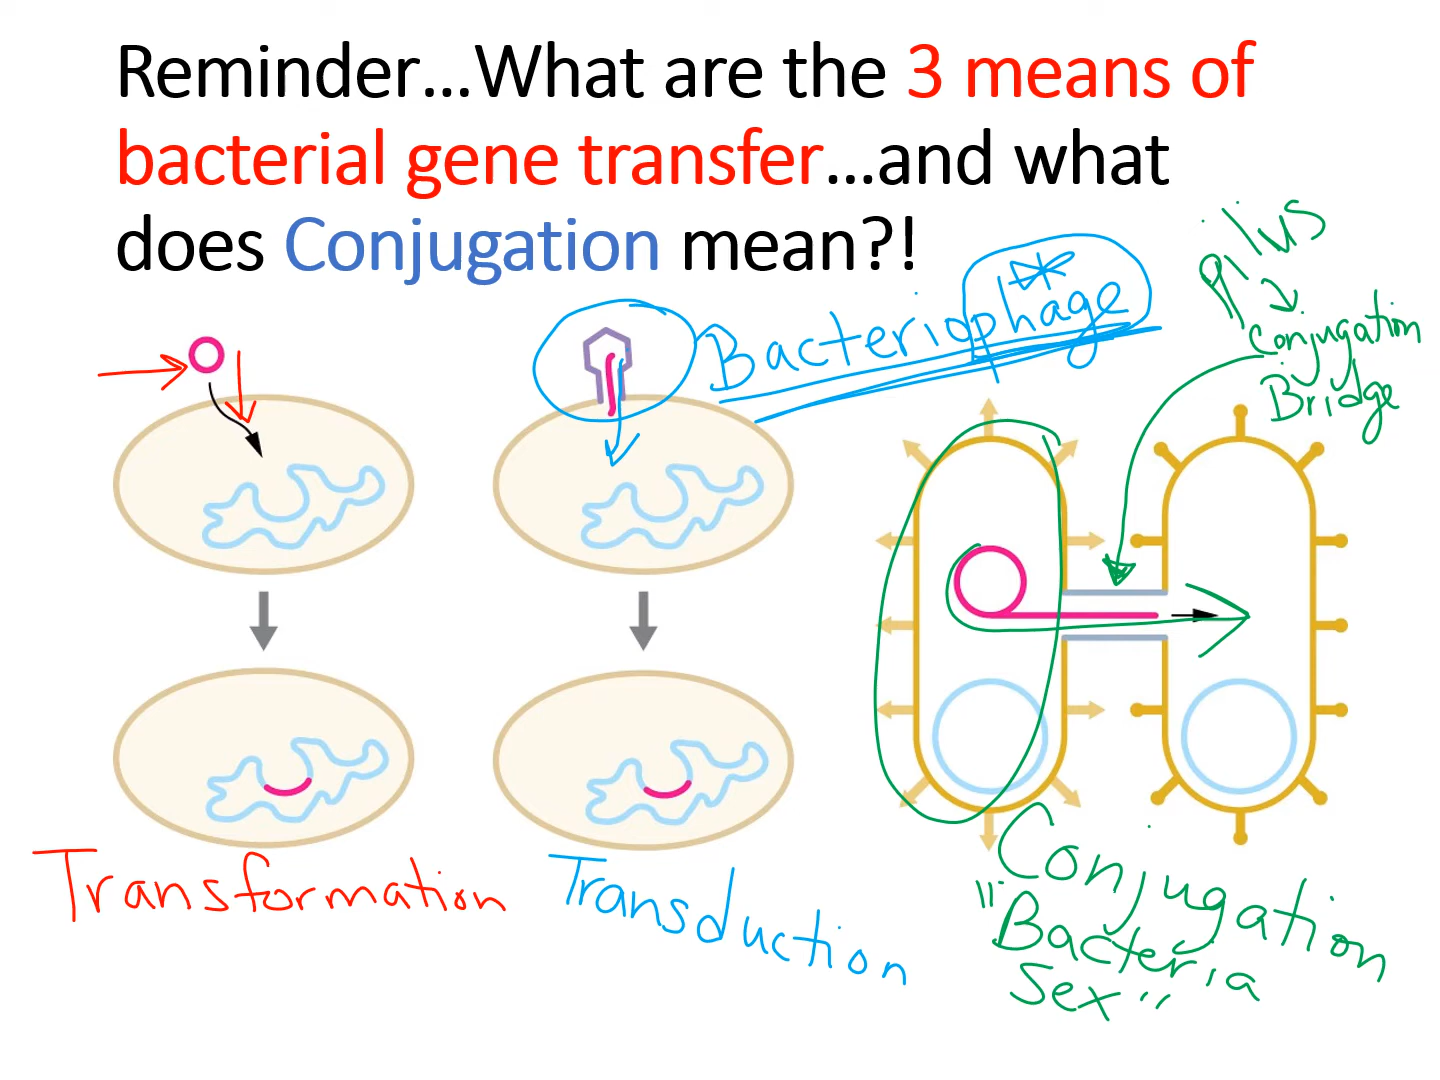 Reminder...What are the 3 means of
bacterial gene transfer...and what
does Conjugation mean?!
pilus
Conjugation
Bridge
Bacteriophage
Transformation
Transduction
Conjugation
"Bacteria
Sex"